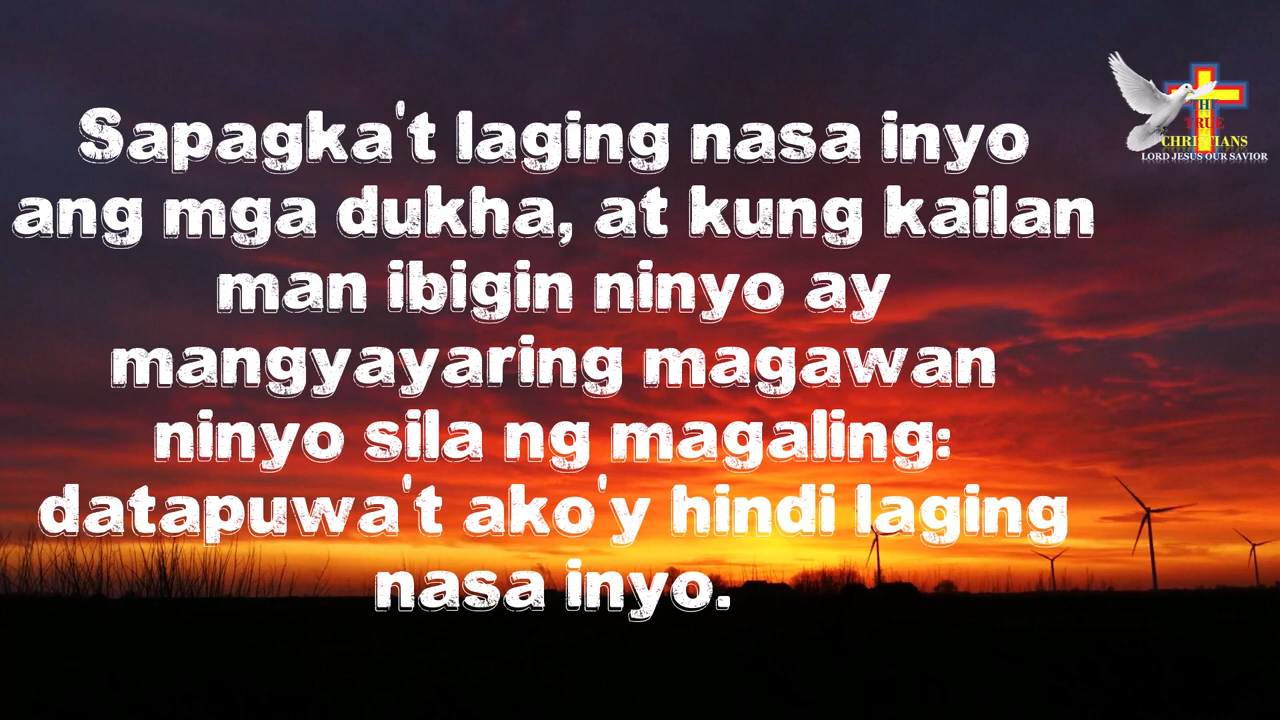 Sapagka't laging nasa inyo
ang mga dukha, at kung kailan
man ibigin ninyo ay
mangyayaring magawan
ninyo sila ng magaling:
datapuwa't ako'y hindi laging
nasa inyo.
THE
TRUE
CHRISTIANS
LORD JESUS OUR SAVIOR